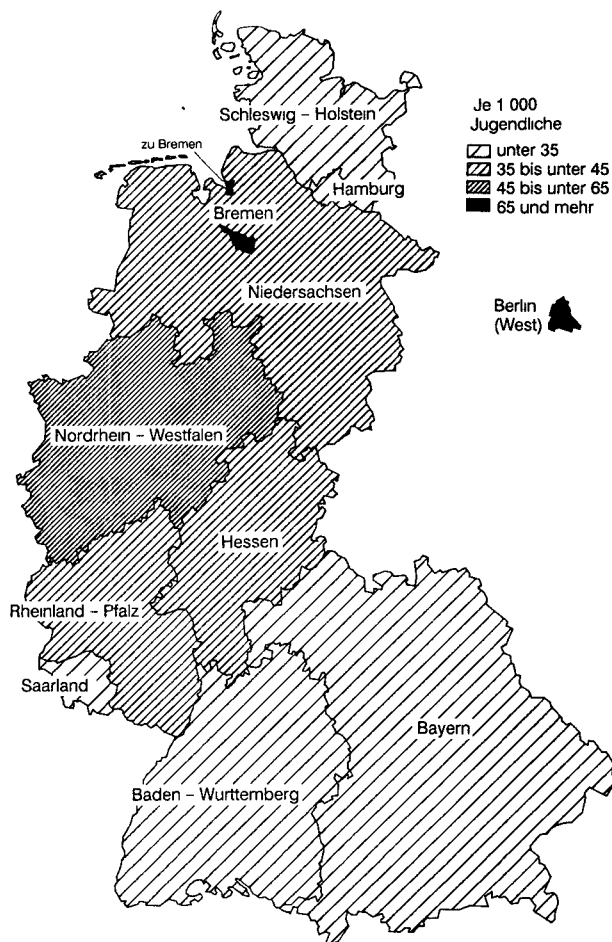 Schleswig – Holstein
Je 1 000
Jugendliche
unter 35
35 bis unter 45
45 bis unter 65
65 und mehr
zu Bremen
Hamburg
Bremen
Niedersachsen
Berlin
(West)
Nordrhein – Westfalen
Hessen
Rheinland – Pfalz
Saarland
Bayern
Baden – Wurttemberg